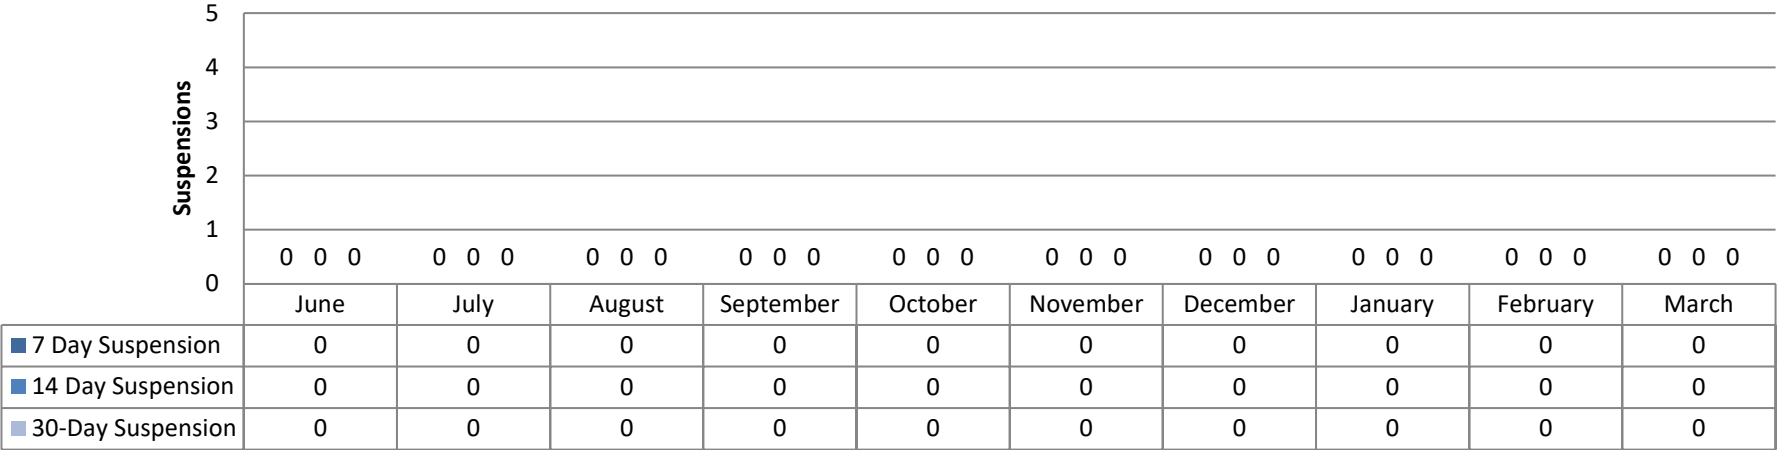 5
4
3
2
1
0
Suspensions
0 0 0 0 0 0 0 0 0 0 0 0 0 0 0 0 0 0 0 0 0 0 0 0 0 0 0 0 0 0
June July August September October November December January February March
7 Day Suspension 0 0 0 0 0 0 0 0 0 0
14 Day Suspension 0 0 0 0 0 0 0 0 0 0
30-Day Suspension 0 0 0 0 0 0 0 0 0 0